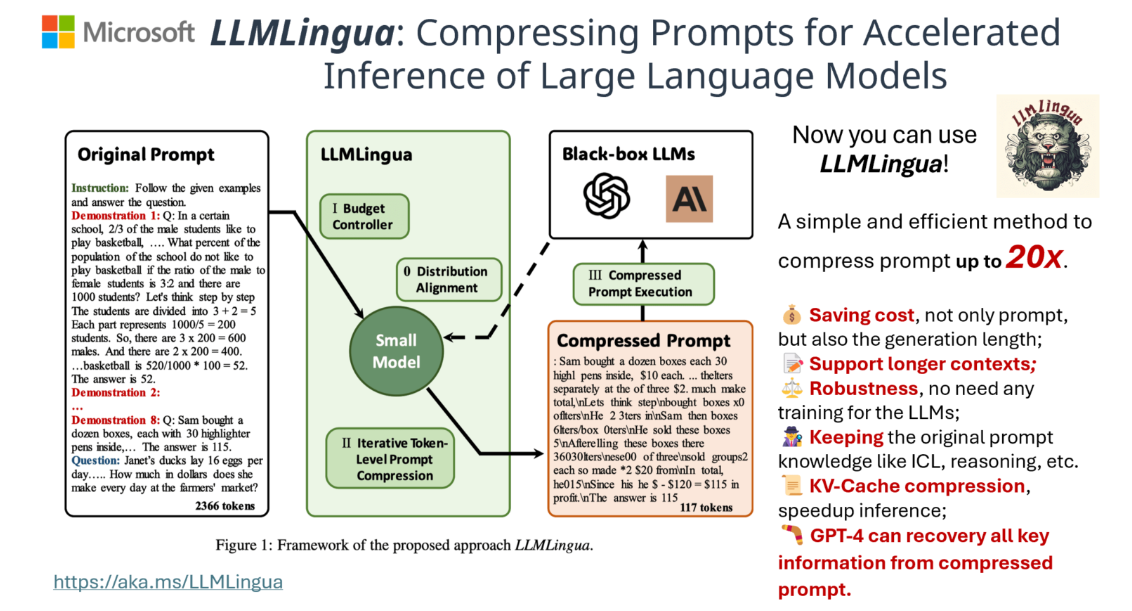 Microsoft
LLMLingua: Compressing Prompts for Accelerated
Inference of Large Language Models
Original Prompt
Instruction: Follow the given examples
and answer the question.
Demonstration 1: Q: In a certain
school, 2/3 of the male students like to
play basketball, …. What percent of the
population of the school do not like to
play basketball if the ratio of the male to
female students is 3:2 and there are
1000 students? Let's think step by step
The students are divided into 3 + 2 = 5
Each part represents 1000/5 = 200
students. So, there are 3 x 200 = 600
males. And there are 2 x 200 = 400.
…basketball is 520/1000 * 100 = 52.
The answer is 52.
Demonstration 2:
…
Demonstration 8: Q: Sam bought a
dozen boxes, each with 30 highlighter
pens inside,… The answer is 115.
Question: Janet's ducks lay 16 eggs per
day….. How much in dollars does she
make every day at the farmers' market?
2366 tokens
LLMLingua
I Budget
Controller
0 Distribution
Alignment
Small
Model
II Iterative Token-
Level Prompt
Compression
Black-box LLMs
III Compressed
Prompt Execution
Compressed Prompt
: Sam bought a dozen boxes each 30
highl pens inside, $10 each. ... thelters
separately at the of three $2. much make
total,\nLets think step\nbought boxes x0
oflters\nHe 2 3ters in\nSam then boxes
6lters/box 0ters\nHe sold these boxes
5\nAfterelling these boxes there
36030lters\nese00 of three\nsold groups2
each so made *2 $20 from\nIn total,
he015\nSince his he $ - $120 = $115 in
profit.\nThe answer is 115
117 tokens
Figure 1: Framework of the proposed approach LLMLingua.
https://aka.ms/LLMLingua
LLMLingua
Now you can use
LLMLingua!
A simple and efficient method to
compress prompt up to 20x.
Saving cost, not only prompt,
but also the generation length;
Support longer contexts;
Robustness, no need any
training for the LLMs;
Keeping the original prompt
knowledge like ICL, reasoning, etc.
KV-Cache compression,
speedup inference;
GPT-4 can recovery all key
information from compressed
prompt.